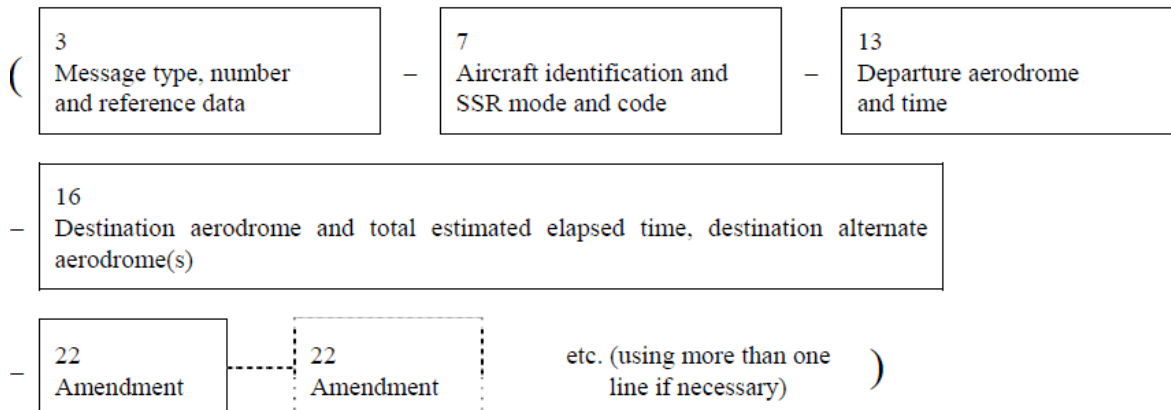 (
3
Message type, number
and reference data
–
7
Aircraft identification and
SSR mode and code
–
13
Departure aerodrome
and time
–
16
Destination aerodrome and total estimated elapsed time, destination alternate
aerodrome(s)
–
22
Amendment
22
Amendment
etc. (using more than one
line if necessary)
)